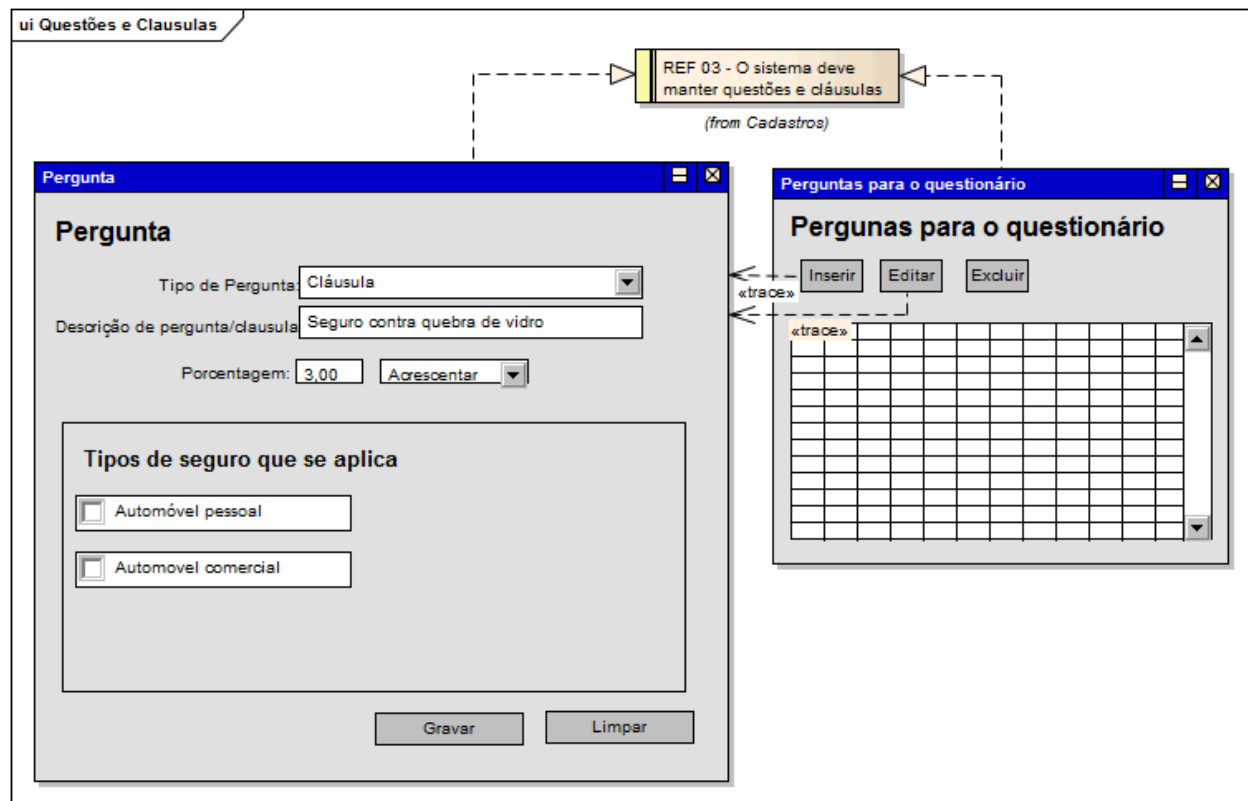 ui Questões e Clausulas
REF 03 - O sistema deve
manter questões e cláusulas
(from Cadastros)
Pergunta
Pergunta
Tipo de Pergunta:
Cláusula
Descrição de pergunta/clausula
Seguro contra quebra de vidro
Porcentagem:
3,00
Acrescentar
Tipos de seguro que se aplica
Automóvel pessoal
Automovel comercial
Gravar
Limpar
Perguntas para o questionário
Pergunas para o questionário
Inserir
Editar
Excluir
«trace»
«trace»